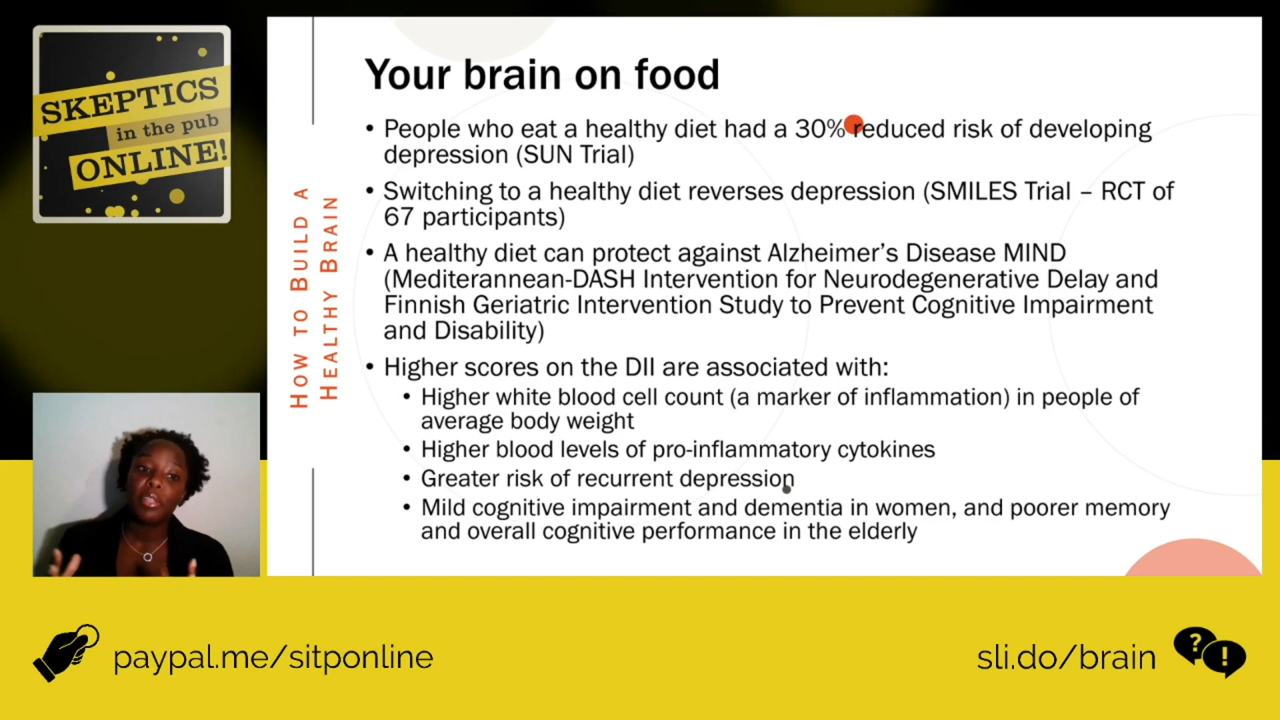 SKEPTICS
in the pub
ONLINE!
HOW TO BUILD A
HEALTHY BRAIN
Your brain on food
• People who eat a healthy diet had a 30% reduced risk of developing
depression (SUN Trial)
• Switching to a healthy diet reverses depression (SMILES Trial – RCT of
67 participants)
• A healthy diet can protect against Alzheimer's Disease MIND
(Mediterannean-DASH Intervention for Neurodegenerative Delay and
Finnish Geriatric Intervention Study to Prevent Cognitive Impairment
and Disability)
• Higher scores on the DII are associated with:
• Higher white blood cell count (a marker of inflammation) in people of
average body weight
• Higher blood levels of pro-inflammatory cytokines
• Greater risk of recurrent depression
• Mild cognitive impairment and dementia in women, and poorer memory
and overall cognitive performance in the elderly
paypal.me/sitponline
sli.do/brain
? !